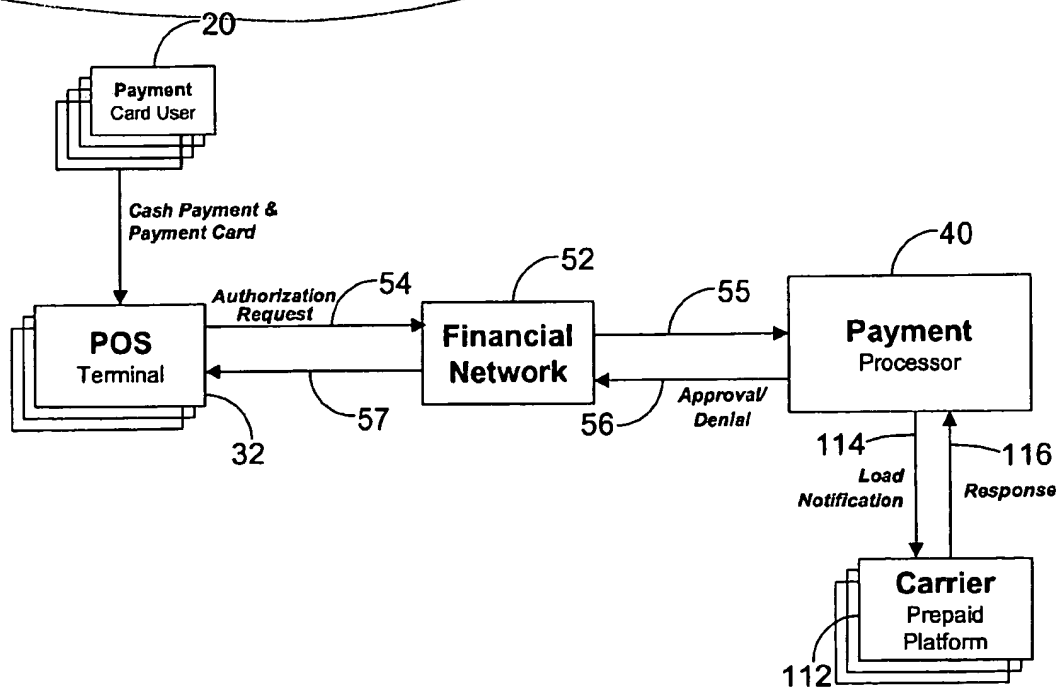 20
Payment
Card User
Cash Payment &
Payment Card
40
52
54
55
Authorization
Request
POS
Terminal
Financial
Network
Payment
Processor
57
56
Approval/
Denial
32
114
116
Load
Notification
Response
Carrier
Prepaid
Platform
112